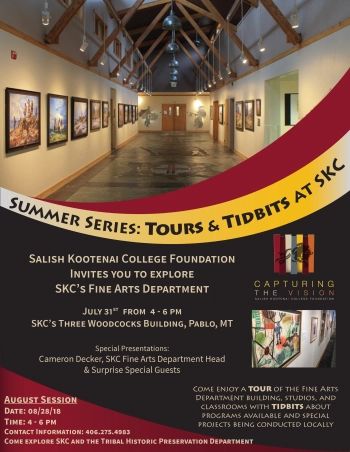 Summer Series: Tours & Tidbits at SKC
Salish Kootenai College Foundation
Invites you to explore
SKC's Fine Arts Department
July 31st from 4 - 6 pm
SKC's Three Woodcocks Building, Pablo, MT
Special Presentations:
Cameron Decker, SKC Fine Arts Department Head
& Surprise Special Guests
CAPTURING
THE VISION
SALISH KOOTENAI COLLEGE FOUNDATION
Come enjoy a TOUR of the Fine Arts
Department building, studios, and
classrooms with TIDBITS about
programs available and special
projects being conducted locally
August Session
Date: 08/28/18
Time: 4 - 6 pm
Contact Information: 406.275.4983
Come explore SKC and the Tribal Historic Preservation Department